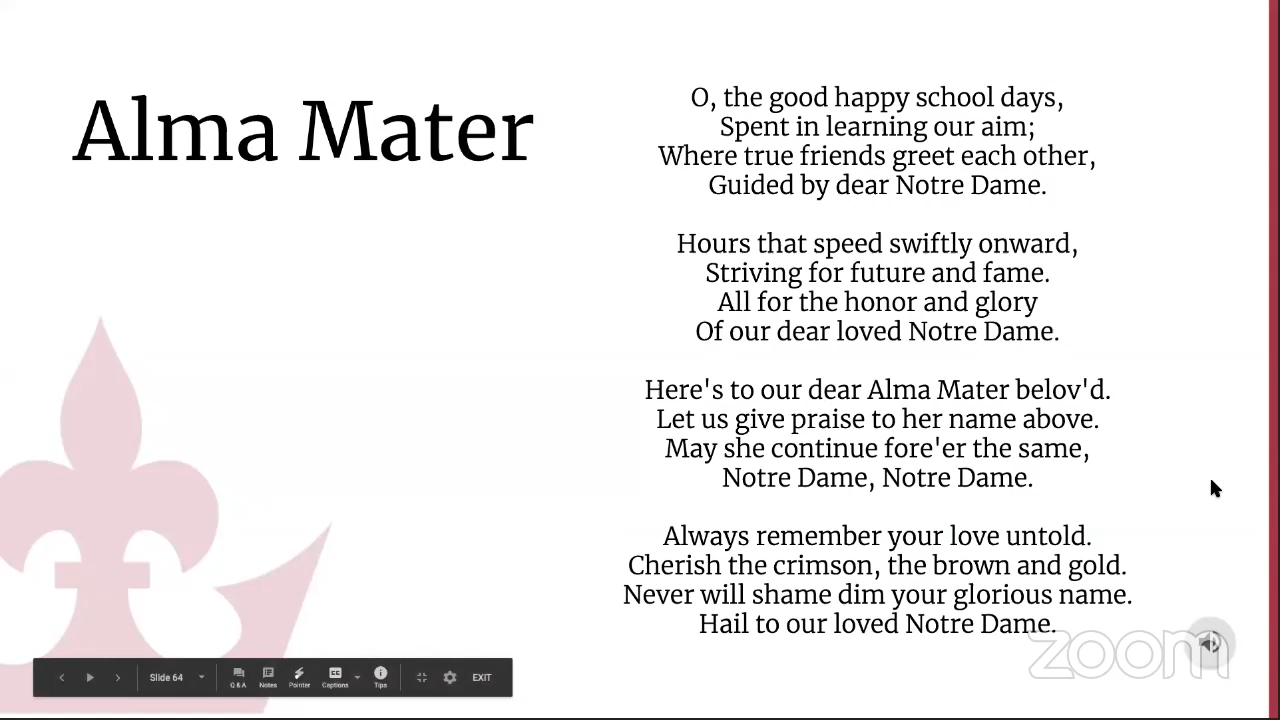 Alma Mater
O, the good happy school days,
Spent in learning our aim;
Where true friends greet each other,
Guided by dear Notre Dame.
Hours that speed swiftly onward,
Striving for future and fame.
All for the honor and glory
Of our dear loved Notre Dame.
Here's to our dear Alma Mater belov'd.
Let us give praise to her name above.
May she continue fore'er the same,
Notre Dame, Notre Dame.
Always remember your love untold.
Cherish the crimson, the brown and gold.
Never will shame dim your glorious name.
Hail to our loved Notre Dame.
zoom
Slide 64
Q & A
Notes
Pointer
CC
Captions
Tips
EXIT